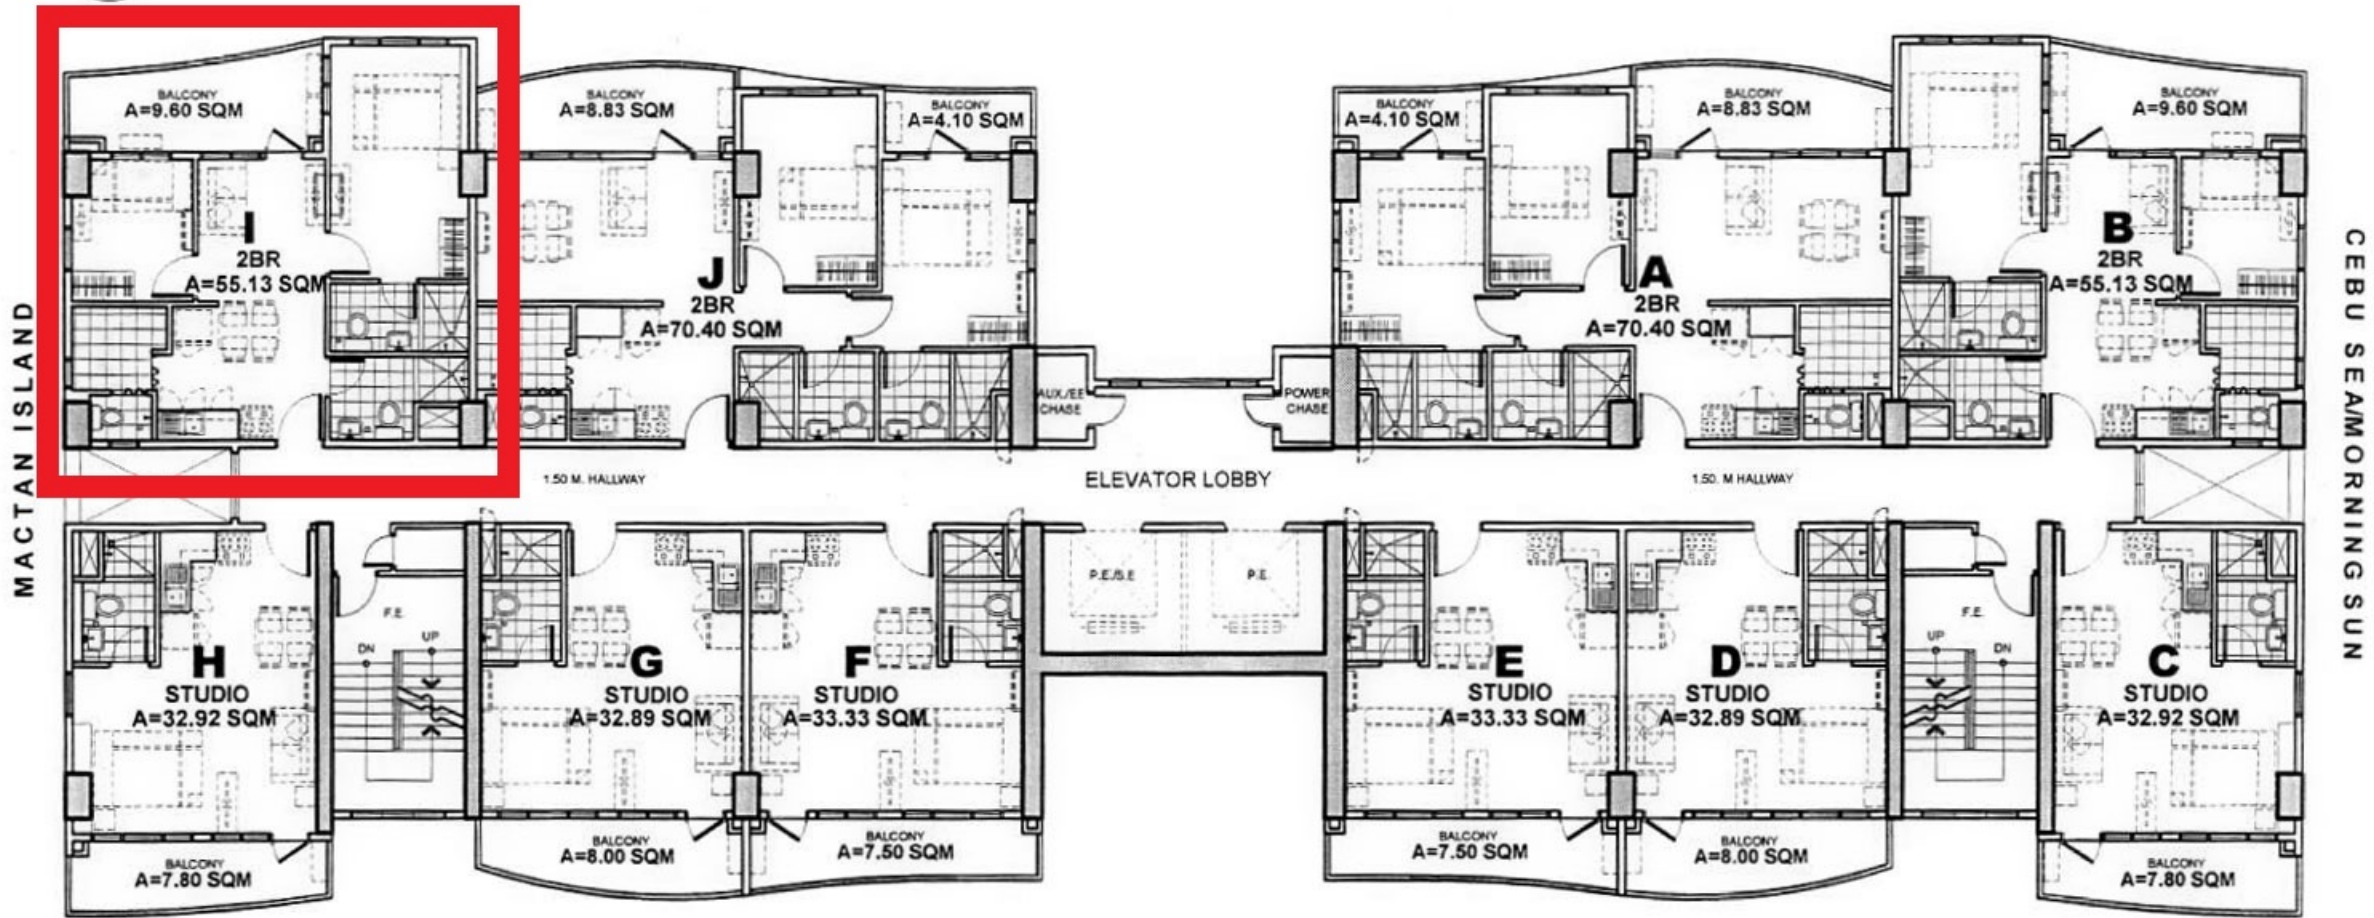 BALCONY
A=9.60 SQM
I
2BR
A=55.13 SQM
BALCONY
A=8.83 SQM
BALCONY
A=4.10 SQM
J
2BR
A=70.40 SQM
BALCONY
A=4.10 SQM
BALCONY
A=8.83 SQM
BALCONY
A=9.60 SQM
A
2BR
A=70.40 SQM
B
2BR
A=55.13 SQM
AUX./EE
CHASE
POWER
CHASE
MACTAN ISLAND
CEBU SEA/MORNING SUN
1.50 M. HALLWAY
ELEVATOR LOBBY
1.50. M HALLWAY
P.E./S.E
P.E.
F.E.
DN
UP
F.E.
UP
DN
H
STUDIO
A=32.92 SQM
G
STUDIO
A=32.89 SQM
F
STUDIO
A=33.33 SQM
E
STUDIO
A=33.33 SQM
D
STUDIO
A=32.89 SQM
C
STUDIO
A=32.92 SQM
BALCONY
A=7.80 SQM
BALCONY
A=8.00 SQM
BALCONY
A=7.50 SQM
BALCONY
A=7.50 SQM
BALCONY
A=8.00 SQM
BALCONY
A=7.80 SQM